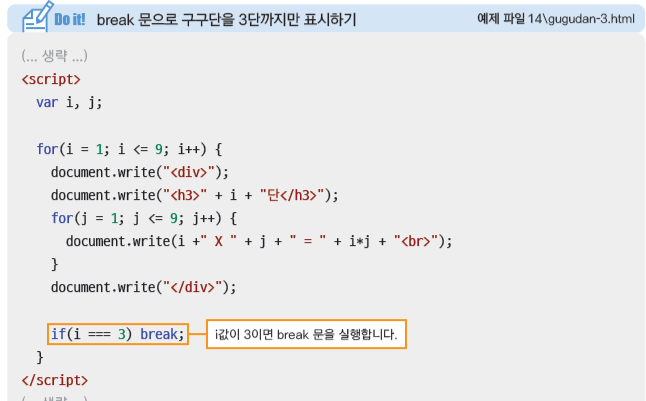 Do it! break 문으로 구구단을 3단까지만 표시하기 예제 파일 14\gugudan-3.html
(... 생략 ...)
<script>
var i, j;
for(i = 1; i <= 9; i++) {
document.write("<div>");
document.write("<h3>" + i + "단</h3>");
for(j = 1; j <= 9; j++) {
document.write(i +" X " + j + " = " + i*j + "<br>");
}
document.write("</div>");
if(i === 3) break; i값이 3이면 break 문을 실행합니다.
}
</script>
(... 생략 ...)